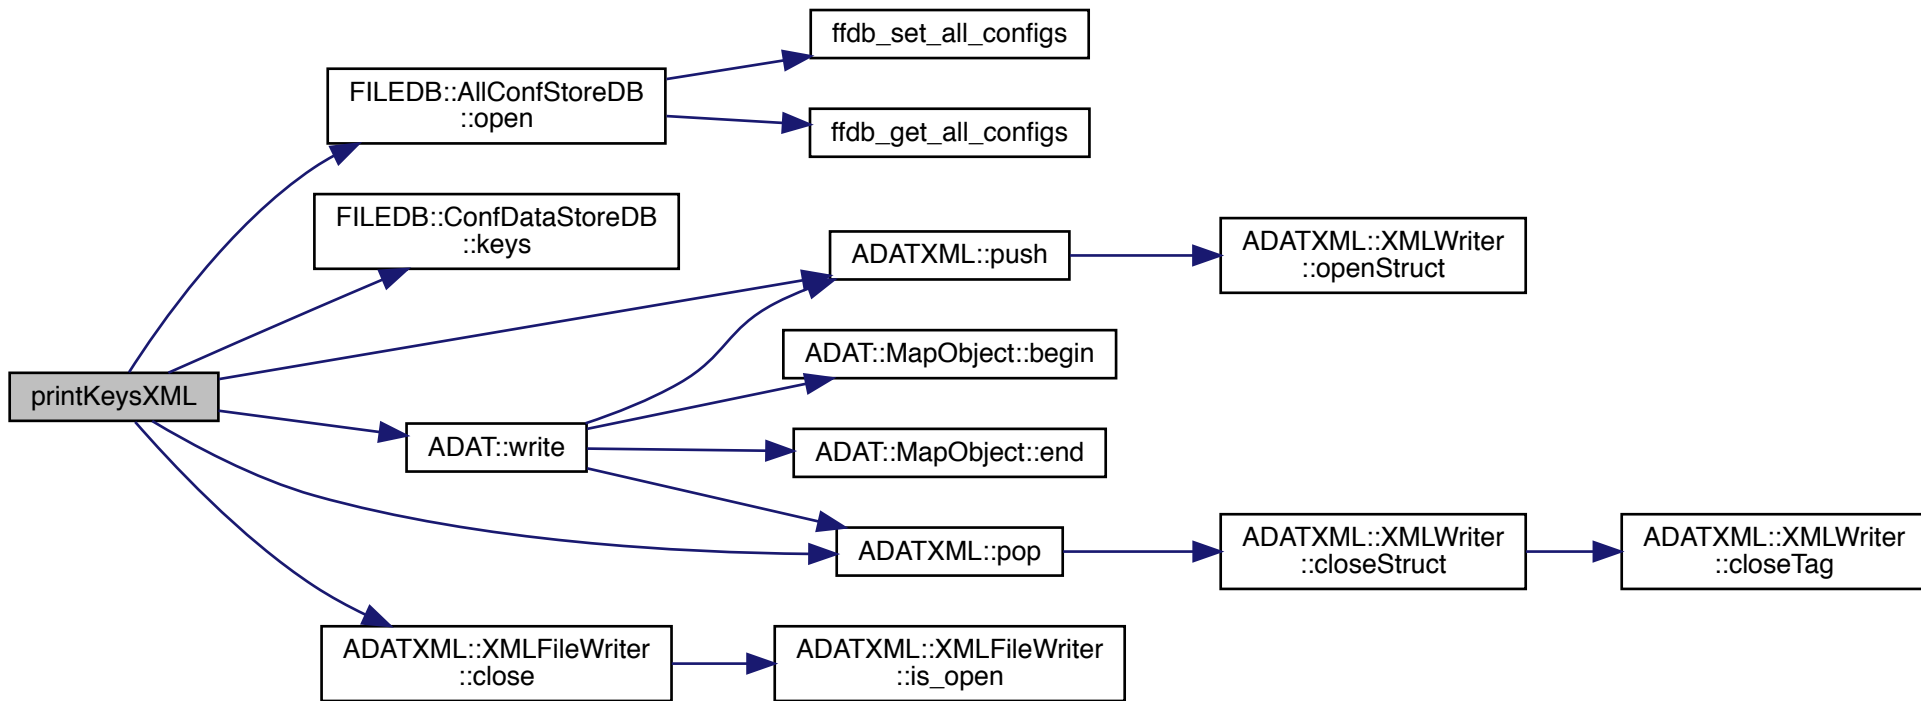 ffdb_set_all_configs
FILEDB::AllConfStoreDB
::open
ffdb_get_all_configs
FILEDB::ConfDataStoreDB
::keys
ADATXML::push
ADATXML::XMLWriter
::openStruct
ADAT::MapObject::begin
printKeysXML
ADAT::write
ADAT::MapObject::end
ADATXML::pop
ADATXML::XMLWriter
::closeStruct
ADATXML::XMLWriter
::closeTag
ADATXML::XMLFileWriter
::close
ADATXML::XMLFileWriter
::is_open